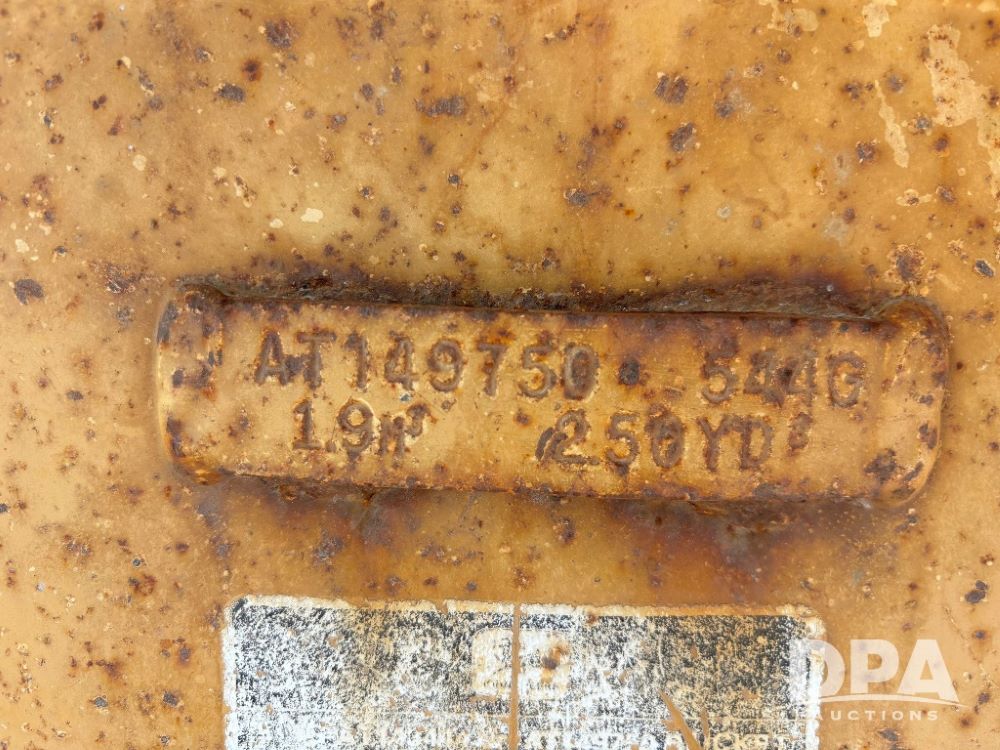 AT149750 544G
1.9m³ 2.50YD³
DPA
AUCTIONS